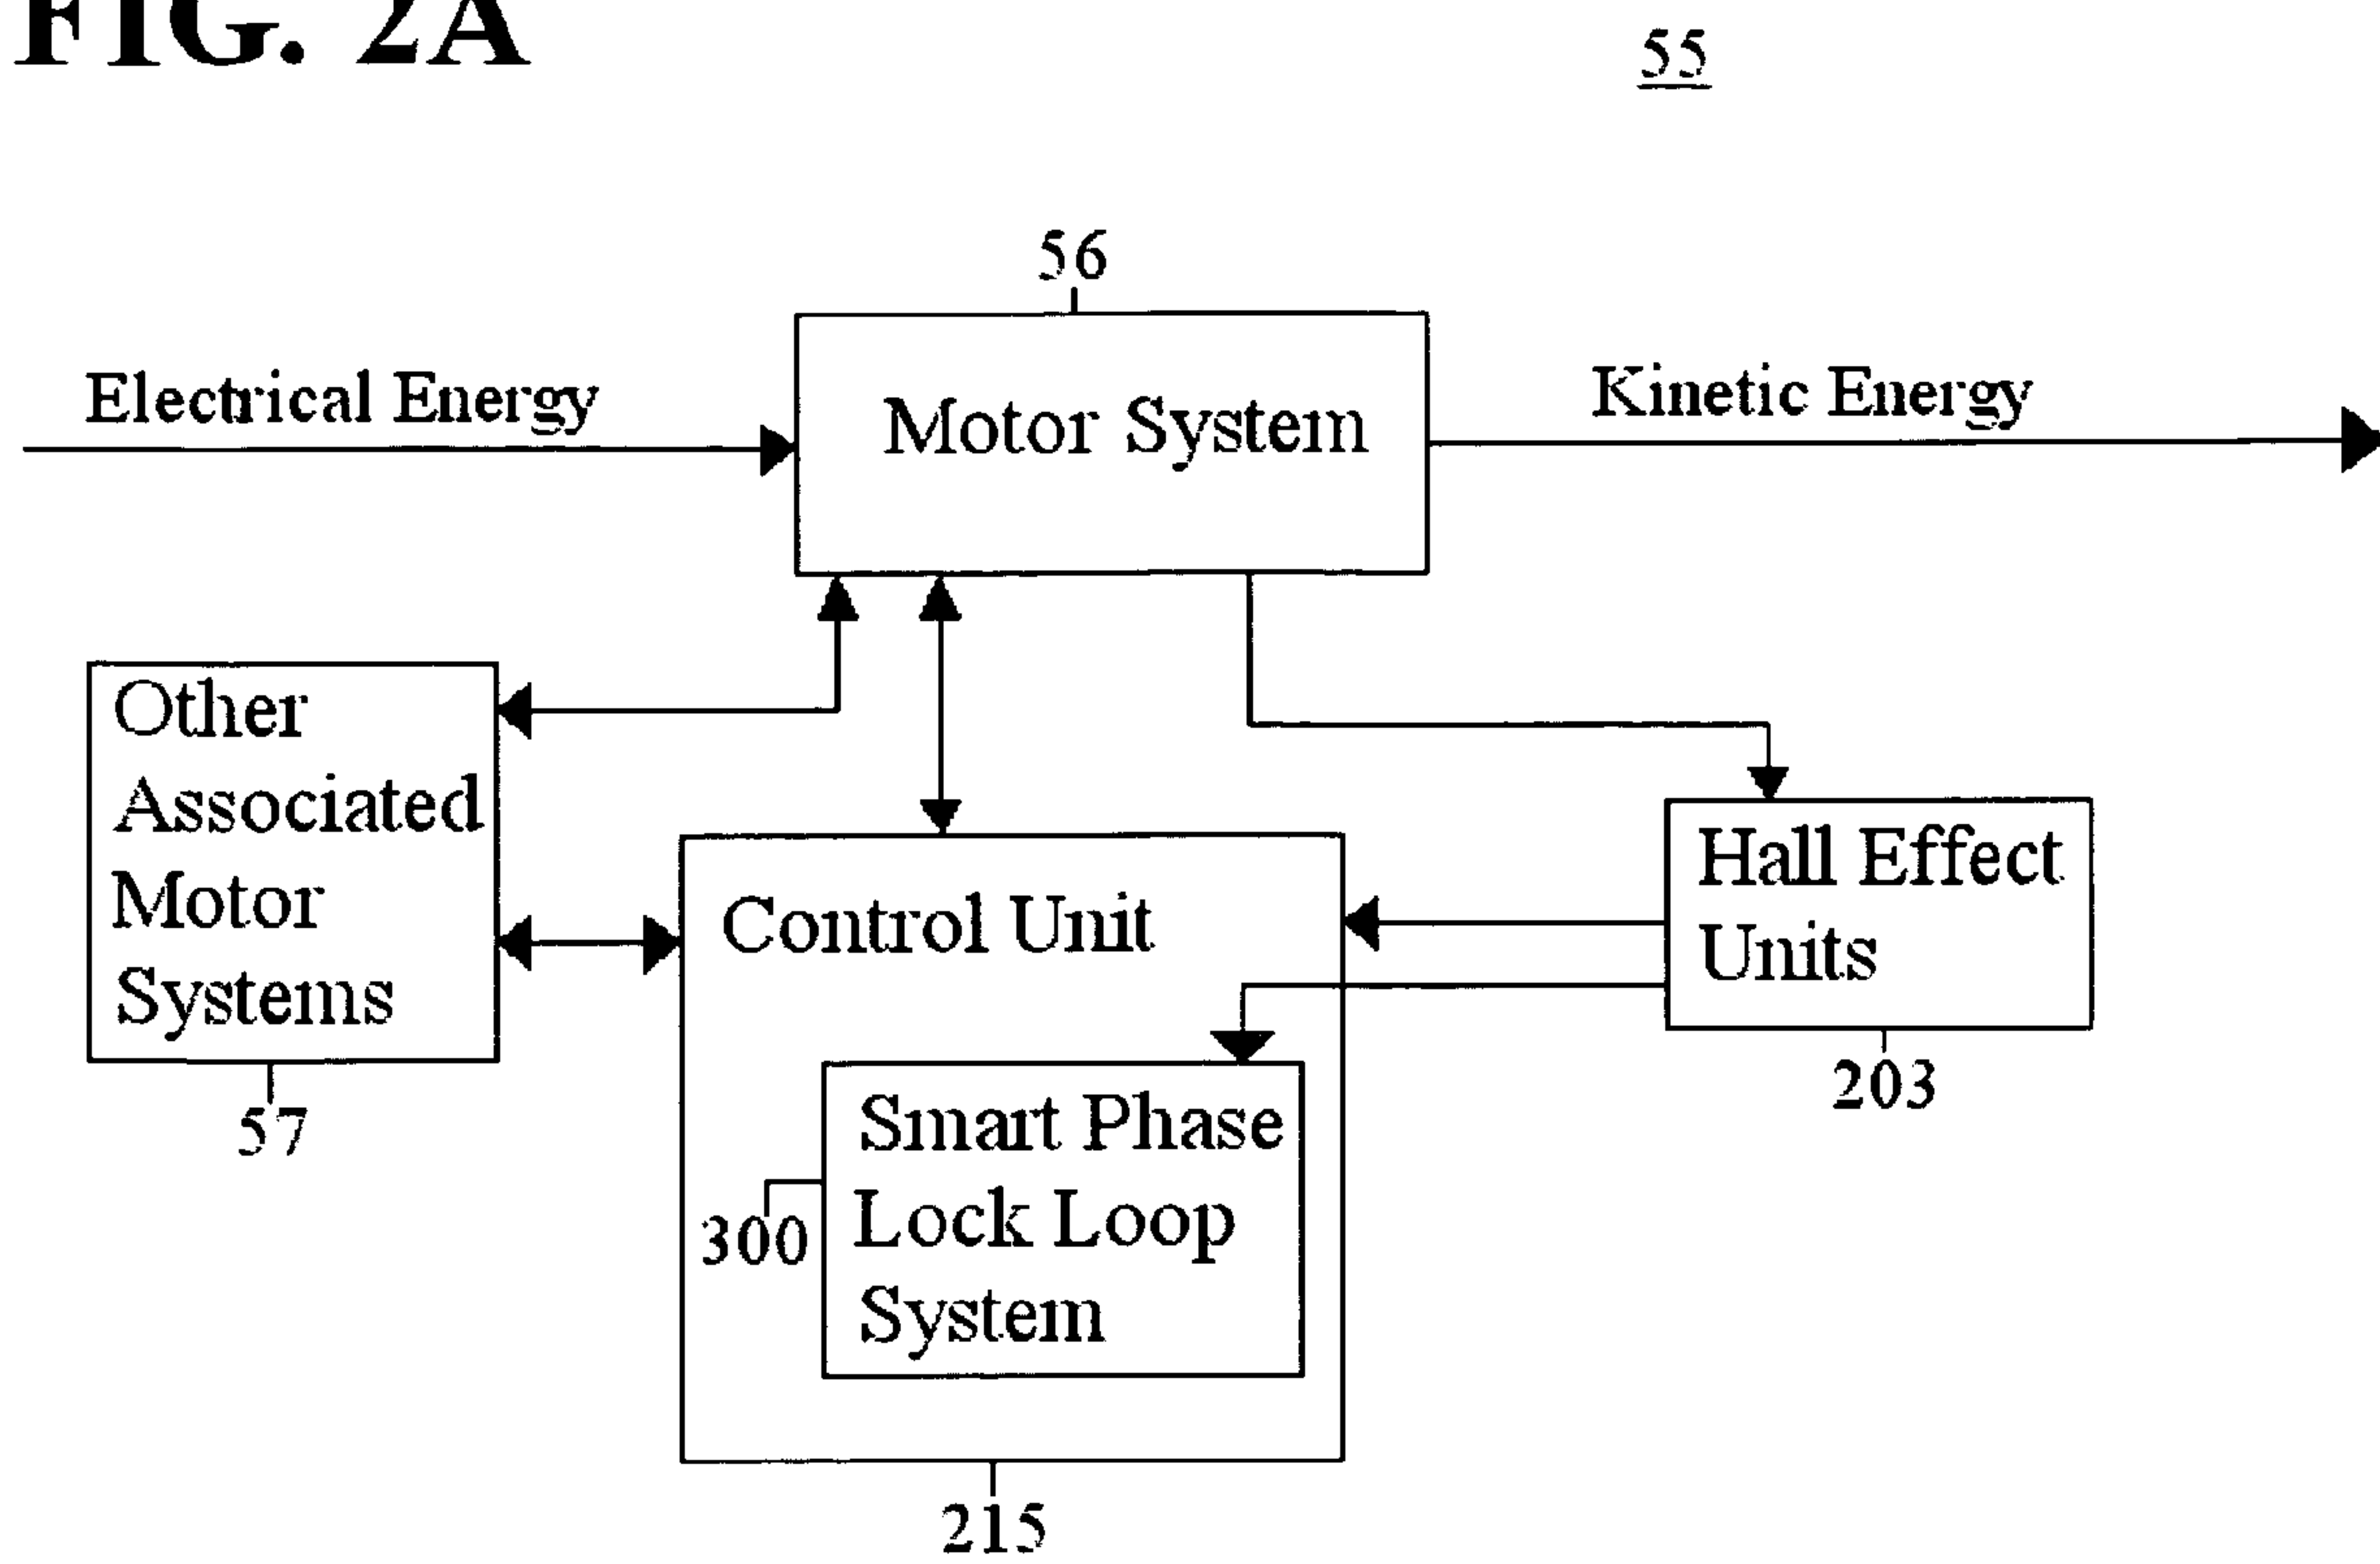 FIG. 2A
55
56
Electrical Energy
Motor System
Kinetic Energy
Other
Associated
Motor
Systems
57
Control Unit
Hall Effect
Units
203
Smart Phase
Lock Loop
System
300
215